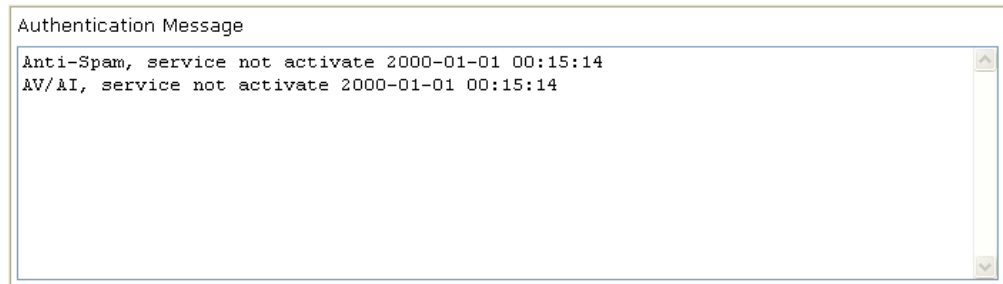 Authentication Message
Anti-Spam, service not activate 2000-01-01 00:15:14
AV/AI, service not activate 2000-01-01 00:15:14